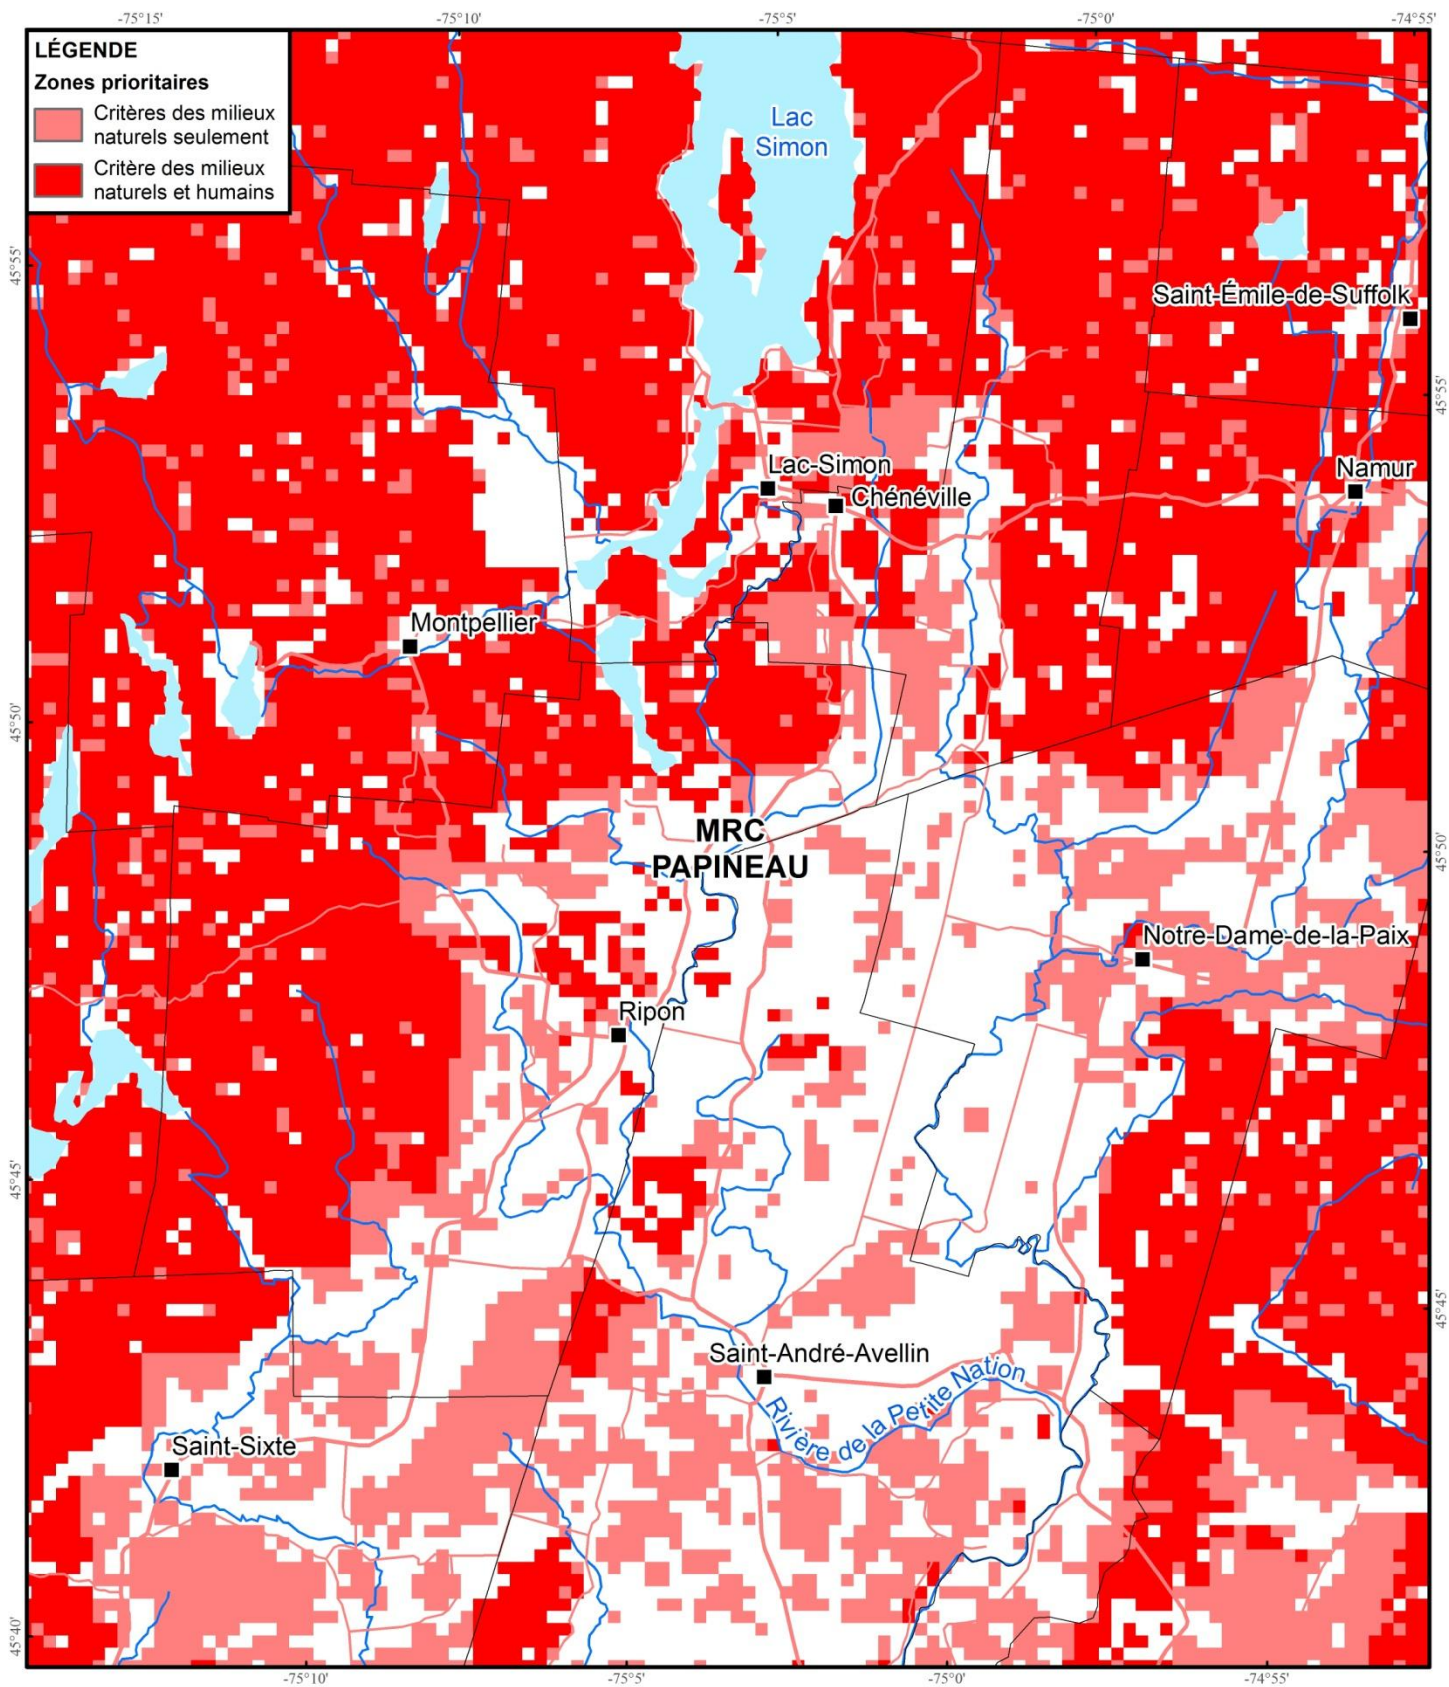 -75°15'
-75°10'
-75°5'
-75°0'
-74°55'
LÉGENDE
Zones prioritaires
Critères des milieux
naturels seulement
Critère des milieux
naturels et humains
Lac
Simon
45°55'
Saint-Émile-de-Suffolk
45°55'
Lac-Simon
Namur
Chénéville
Montpellier
45°50'
MRC
PAPINEAU
45°50'
Notre-Dame-de-la-Paix
Ripon
45°45'
45°45'
Saint-André-Avellin
Rivière de la Petite Nation
Saint-Sixte
45°40'
-75°10'
-75°5'
-75°0'
-74°55'